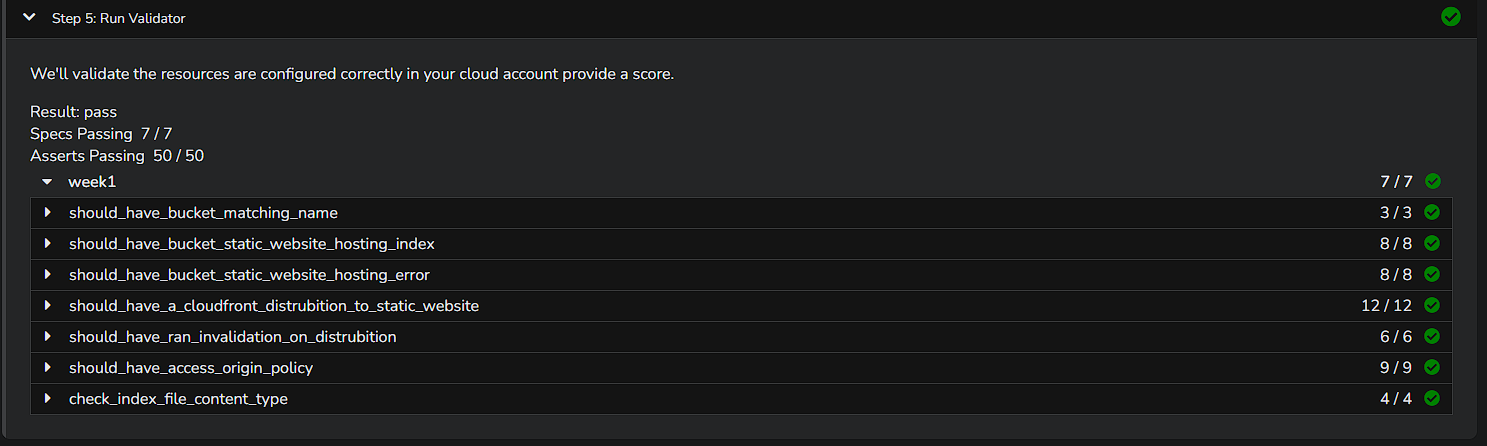 Step 5: Run Validator
We'll validate the resources are configured correctly in your cloud account provide a score.
Result: pass
Specs Passing 7 / 7
Asserts Passing 50 / 50
week1 7 / 7
should_have_bucket_matching_name 3 / 3
should_have_bucket_static_website_hosting_index 8 / 8
should_have_bucket_static_website_hosting_error 8 / 8
should_have_a_cloudfront_distrubition_to_static_website 12 / 12
should_have_ran_invalidation_on_distrubition 6 / 6
should_have_access_origin_policy 9 / 9
check_index_file_content_type 4 / 4